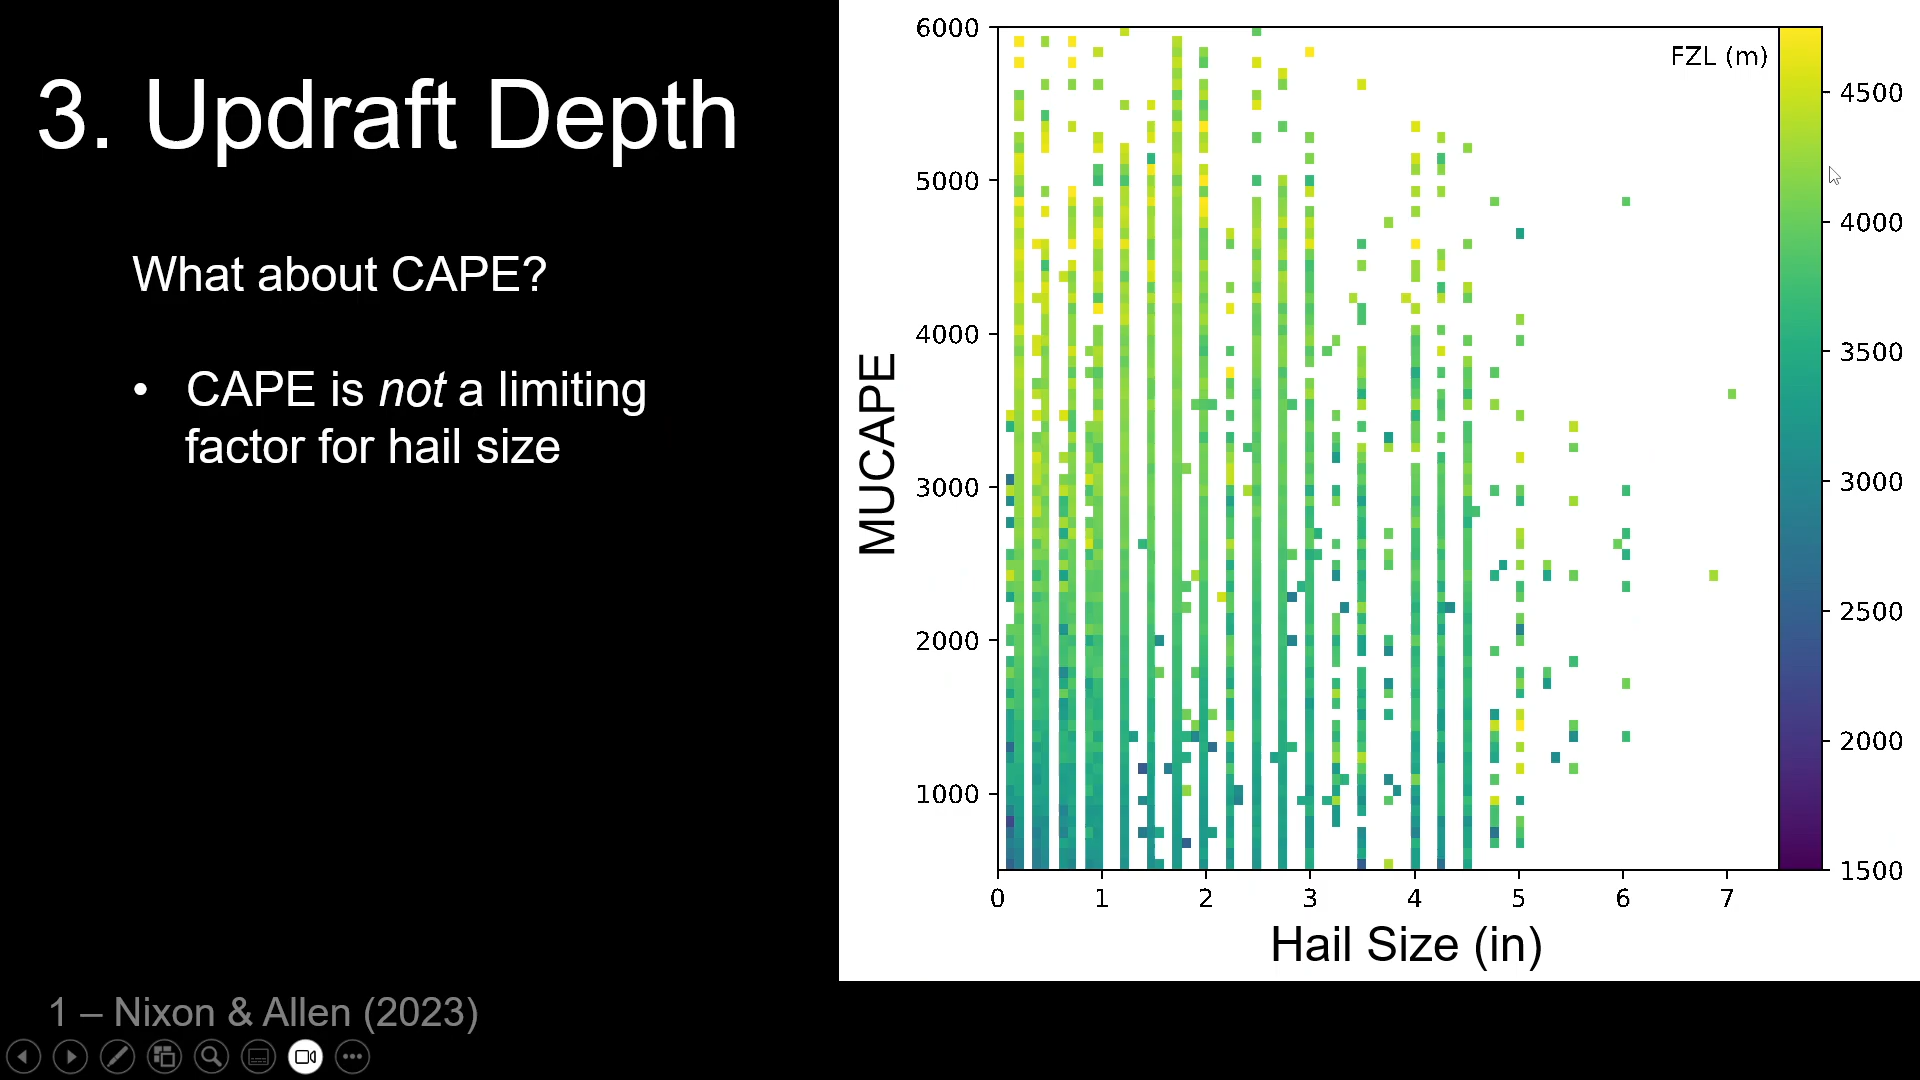 3. Updraft Depth
What about CAPE?
• CAPE is not a limiting
factor for hail size
1 – Nixon & Allen (2023)
MUCAPE
6000
5000
4000
3000
2000
1000
0 1 2 3 4 5 6 7
Hail Size (in)
FZL (m)
4500
4000
3500
3000
2500
2000
1500